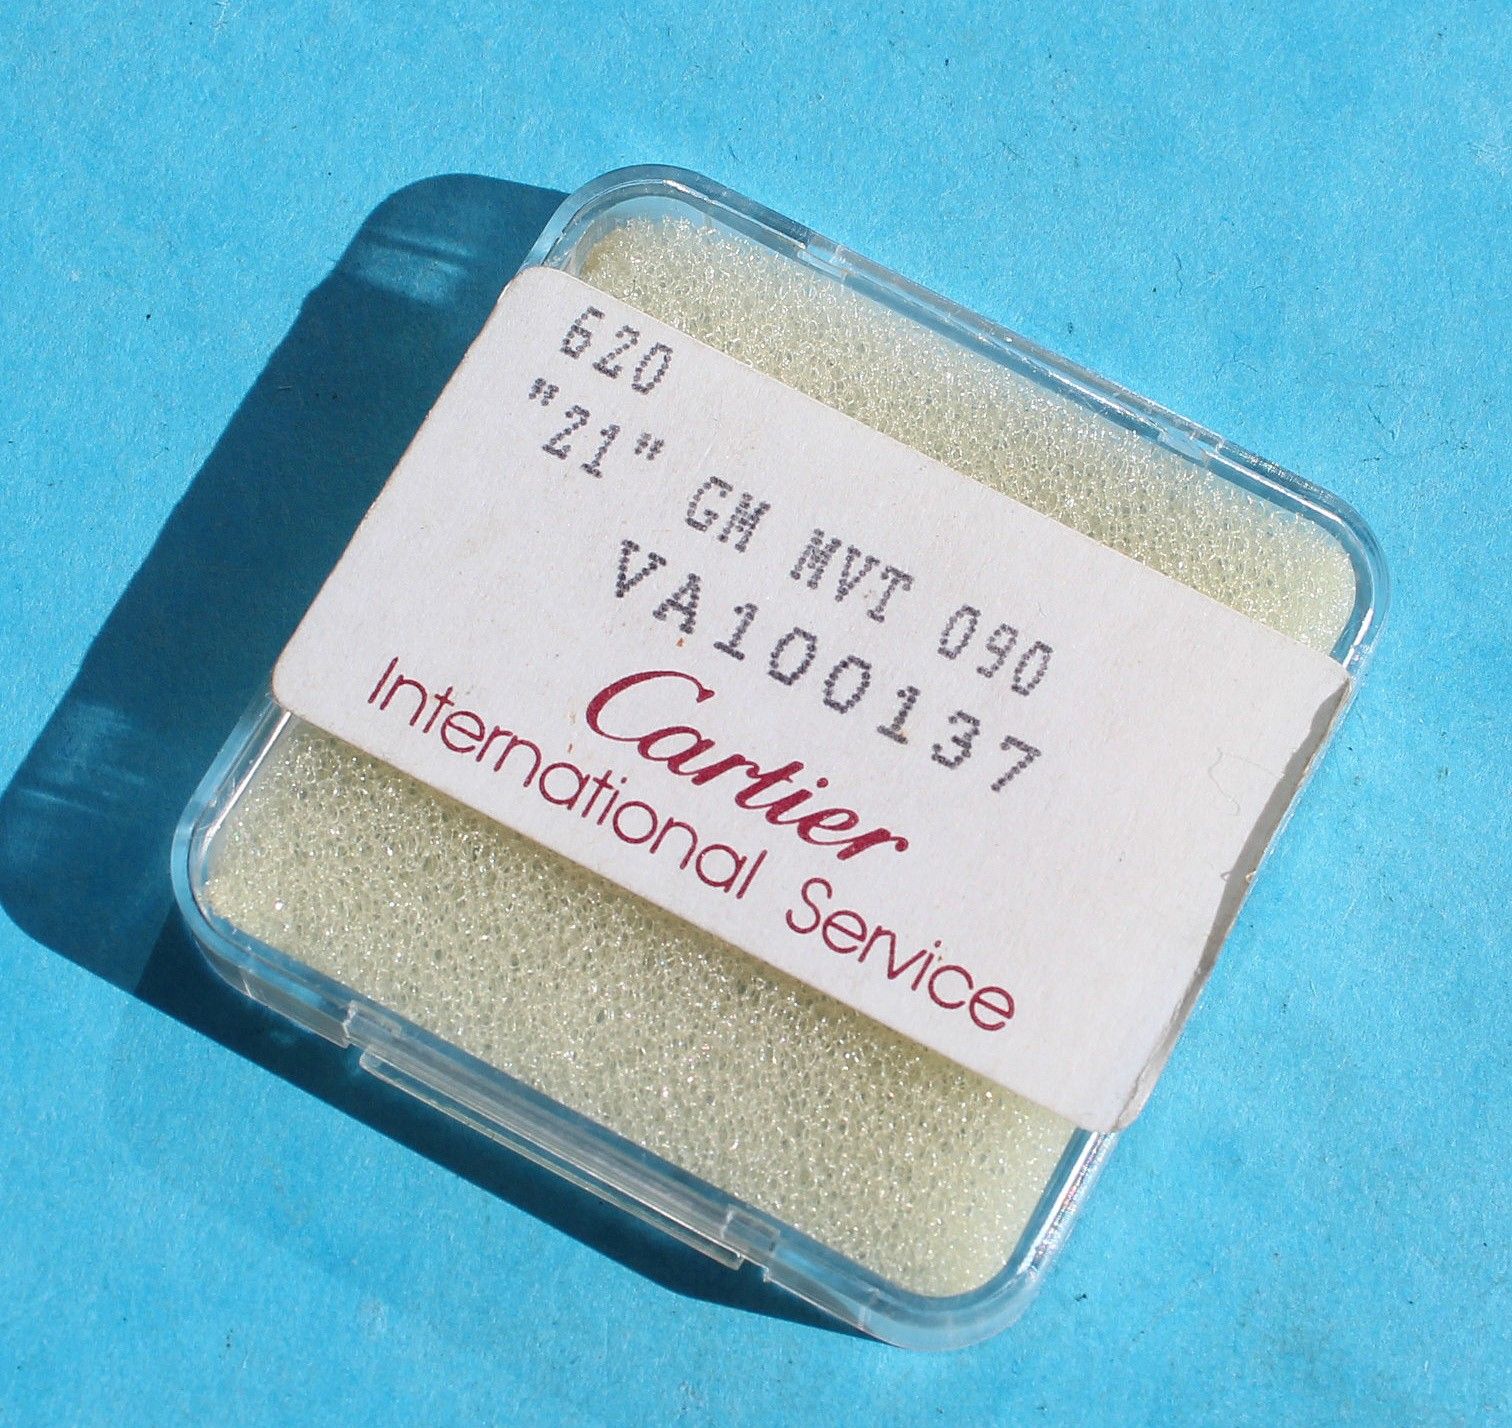 620
"21" GM MVT 090
VA100137
Cartier
International Service